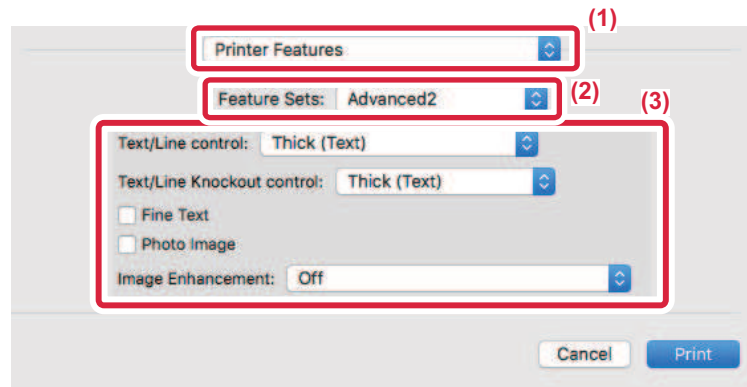 (1)
Printer Features
Feature Sets: Advanced2
(2)
(3)
Text/Line control: Thick (Text)
Text/Line Knockout control: Thick (Text)
Fine Text
Photo Image
Image Enhancement: Off
Cancel Print